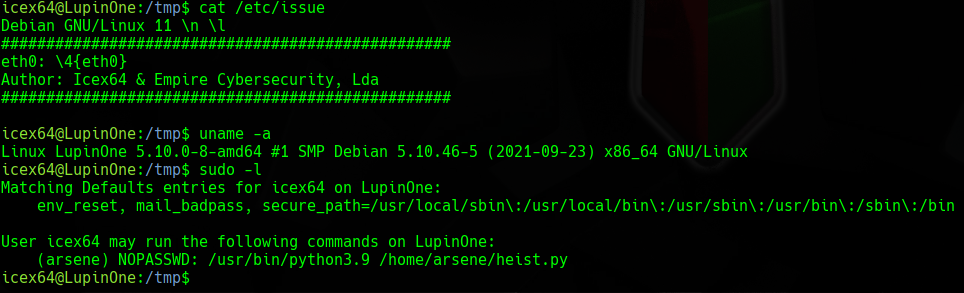 icex64@LupinOne:/tmp$ cat /etc/issue
Debian GNU/Linux 11 \n \l
##################################################
eth0: \4{eth0}
Author: Icex64 & Empire Cybersecurity, Lda
##################################################
icex64@LupinOne:/tmp$ uname -a
Linux LupinOne 5.10.0-8-amd64 #1 SMP Debian 5.10.46-5 (2021-09-23) x86_64 GNU/Linux
icex64@LupinOne:/tmp$ sudo -l
Matching Defaults entries for icex64 on LupinOne:
    env_reset, mail_badpass, secure_path=/usr/local/sbin\:/usr/local/bin\:/usr/sbin\:/usr/bin\:/sbin\:/bin
User icex64 may run the following commands on LupinOne:
    (arsene) NOPASSWD: /usr/bin/python3.9 /home/arsene/heist.py
icex64@LupinOne:/tmp$